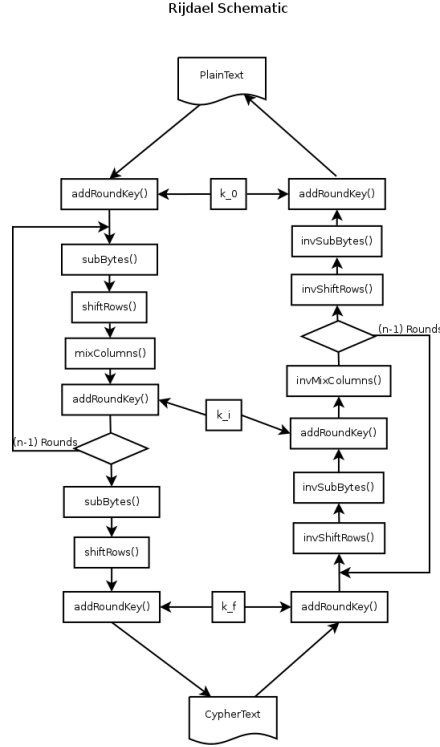 Rijdael Schematic
PlainText
addRoundKey()
k_0
addRoundKey()
subBytes()
invSubBytes()
shiftRows()
invShiftRows()
mixColumns()
(n-1) Rounds
addRoundKey()
invMixColumns()
k_i
addRoundKey()
(n-1) Rounds
subBytes()
invSubBytes()
shiftRows()
invShiftRows()
addRoundKey()
k_f
addRoundKey()
CypherText